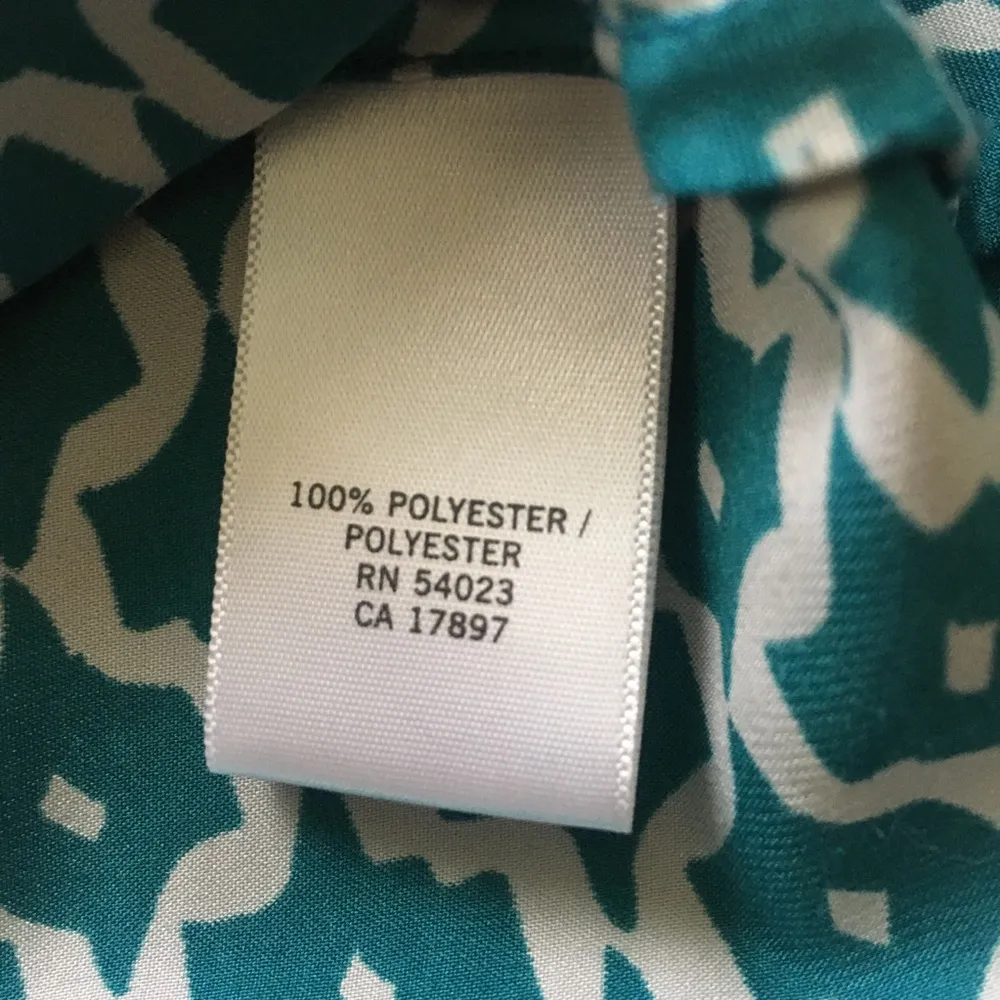 100% POLYESTER /
POLYESTER
RN 54023
CA 17897